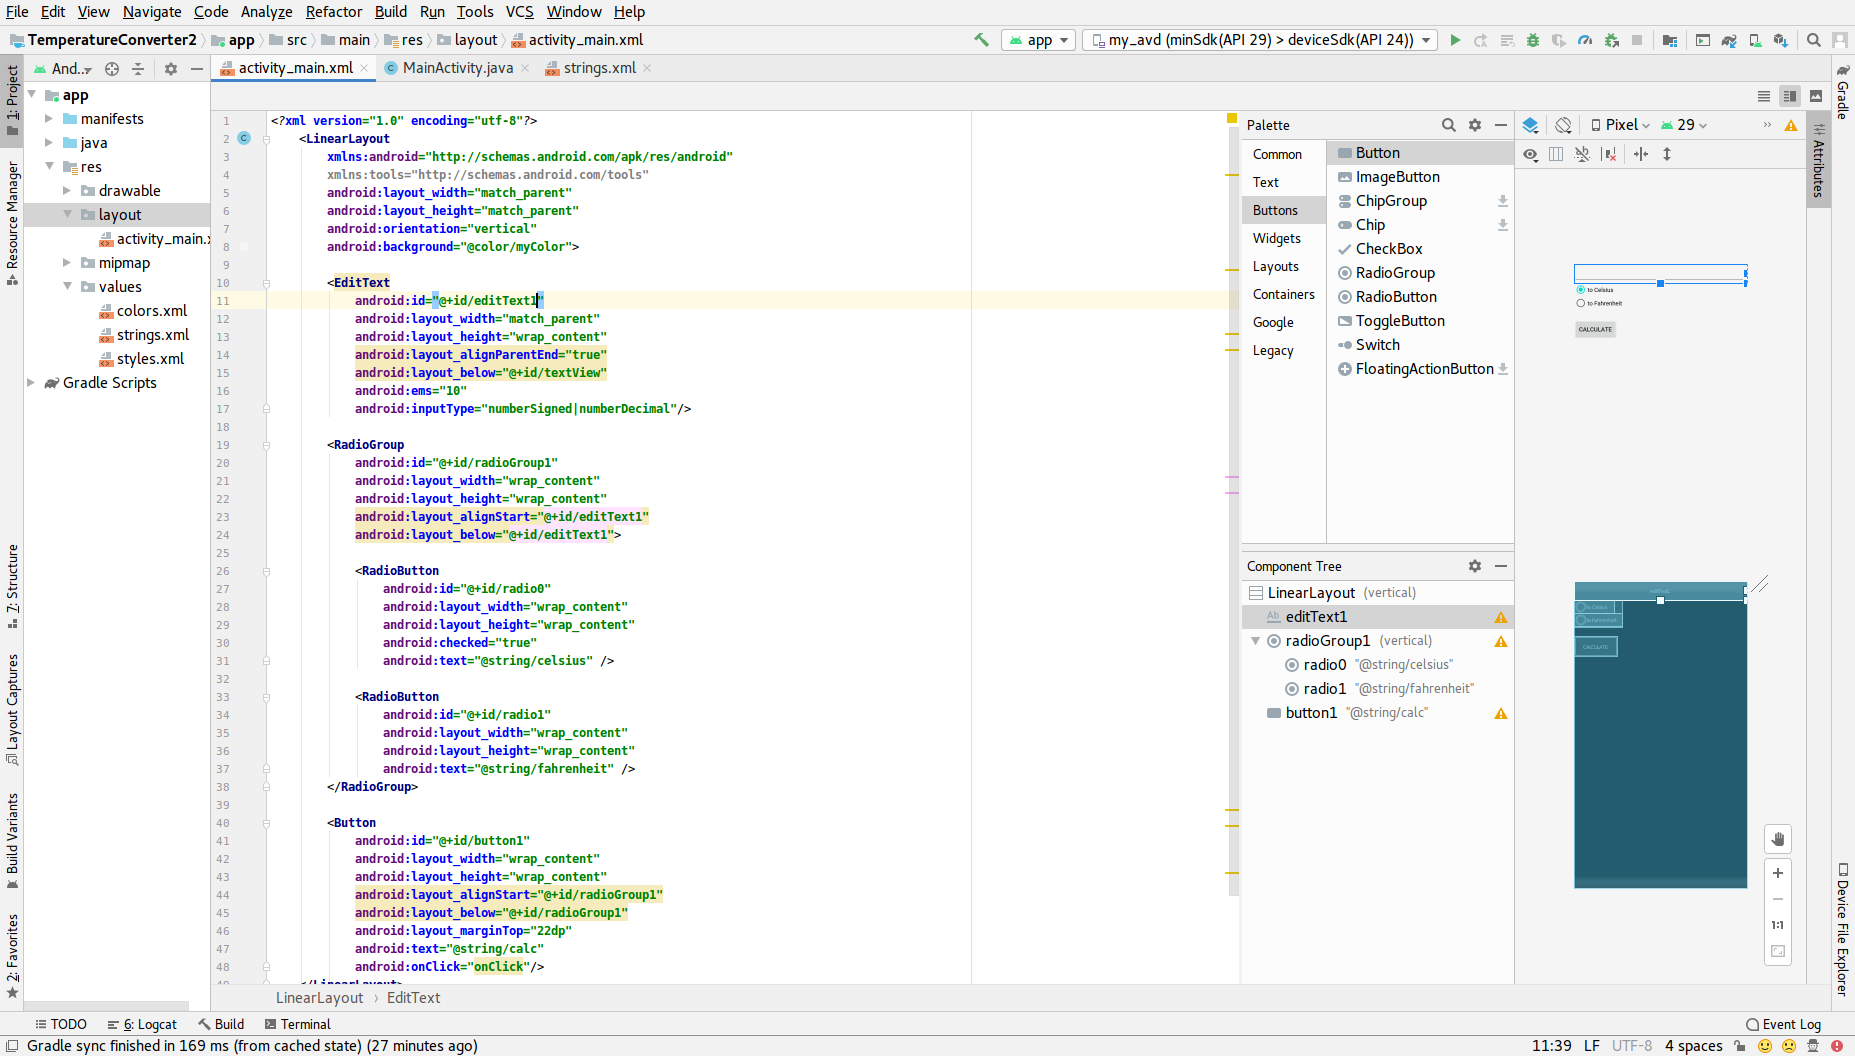 File Edit View Navigate Code Analyze Refactor Build Run Tools VCS Window Help
TemperatureConverter2 app src main res layout activity_main.xml
app my_avd (minSdk(API 29) > deviceSdk(API 24))
1: Project
Resource Manager
7: Structure
Layout Captures
Build Variants
2: Favorites
And..
app
manifests
java
res
drawable
layout
activity_main.x
mipmap
values
colors.xml
strings.xml
styles.xml
Gradle Scripts
activity_main.xml MainActivity.java strings.xml
1 <?xml version="1.0" encoding="utf-8"?>
2 <LinearLayout
3 xmlns:android="http://schemas.android.com/apk/res/android"
4 xmlns:tools="http://schemas.android.com/tools"
5 android:layout_width="match_parent"
6 android:layout_height="match_parent"
7 android:orientation="vertical"
8 android:background="@color/myColor">
9
10 <EditText
11 android:id="@+id/editText1"
12 android:layout_width="match_parent"
13 android:layout_height="wrap_content"
14 android:layout_alignParentEnd="true"
15 android:layout_below="@+id/textView"
16 android:ems="10"
17 android:inputType="numberSigned|numberDecimal"/>
18
19 <RadioGroup
20 android:id="@+id/radioGroup1"
21 android:layout_width="wrap_content"
22 android:layout_height="wrap_content"
23 android:layout_alignStart="@+id/editText1"
24 android:layout_below="@+id/editText1">
25
26 <RadioButton
27 android:id="@+id/radio0"
28 android:layout_width="wrap_content"
29 android:layout_height="wrap_content"
30 android:checked="true"
31 android:text="@string/celsius" />
32
33 <RadioButton
34 android:id="@+id/radio1"
35 android:layout_width="wrap_content"
36 android:layout_height="wrap_content"
37 android:text="@string/fahrenheit" />
38 </RadioGroup>
39
40 <Button
41 android:id="@+id/button1"
42 android:layout_width="wrap_content"
43 android:layout_height="wrap_content"
44 android:layout_alignStart="@+id/radioGroup1"
45 android:layout_below="@+id/radioGroup1"
46 android:layout_marginTop="22dp"
47 android:text="@string/calc"
48 android:onClick="onClick"/>
LinearLayout › EditText
Palette
Common
Text
Buttons
Widgets
Layouts
Containers
Google
Legacy
Button
ImageButton
ChipGroup
Chip
CheckBox
RadioGroup
RadioButton
ToggleButton
Switch
FloatingActionButton
Component Tree
LinearLayout (vertical)
editText1
radioGroup1 (vertical)
radio0 "@string/celsius"
radio1 "@string/fahrenheit"
button1 "@string/calc"
Pixel 29
to Celsius
to Fahrenheit
CALCULATE
editText1
to Celsius
to Fahrenheit
CALCULATE
1:1
Gradle
Attributes
Device File Explorer
TODO 6: Logcat Build Terminal Event Log
Gradle sync finished in 169 ms (from cached state) (27 minutes ago) 11:39 LF UTF-8 4 spaces